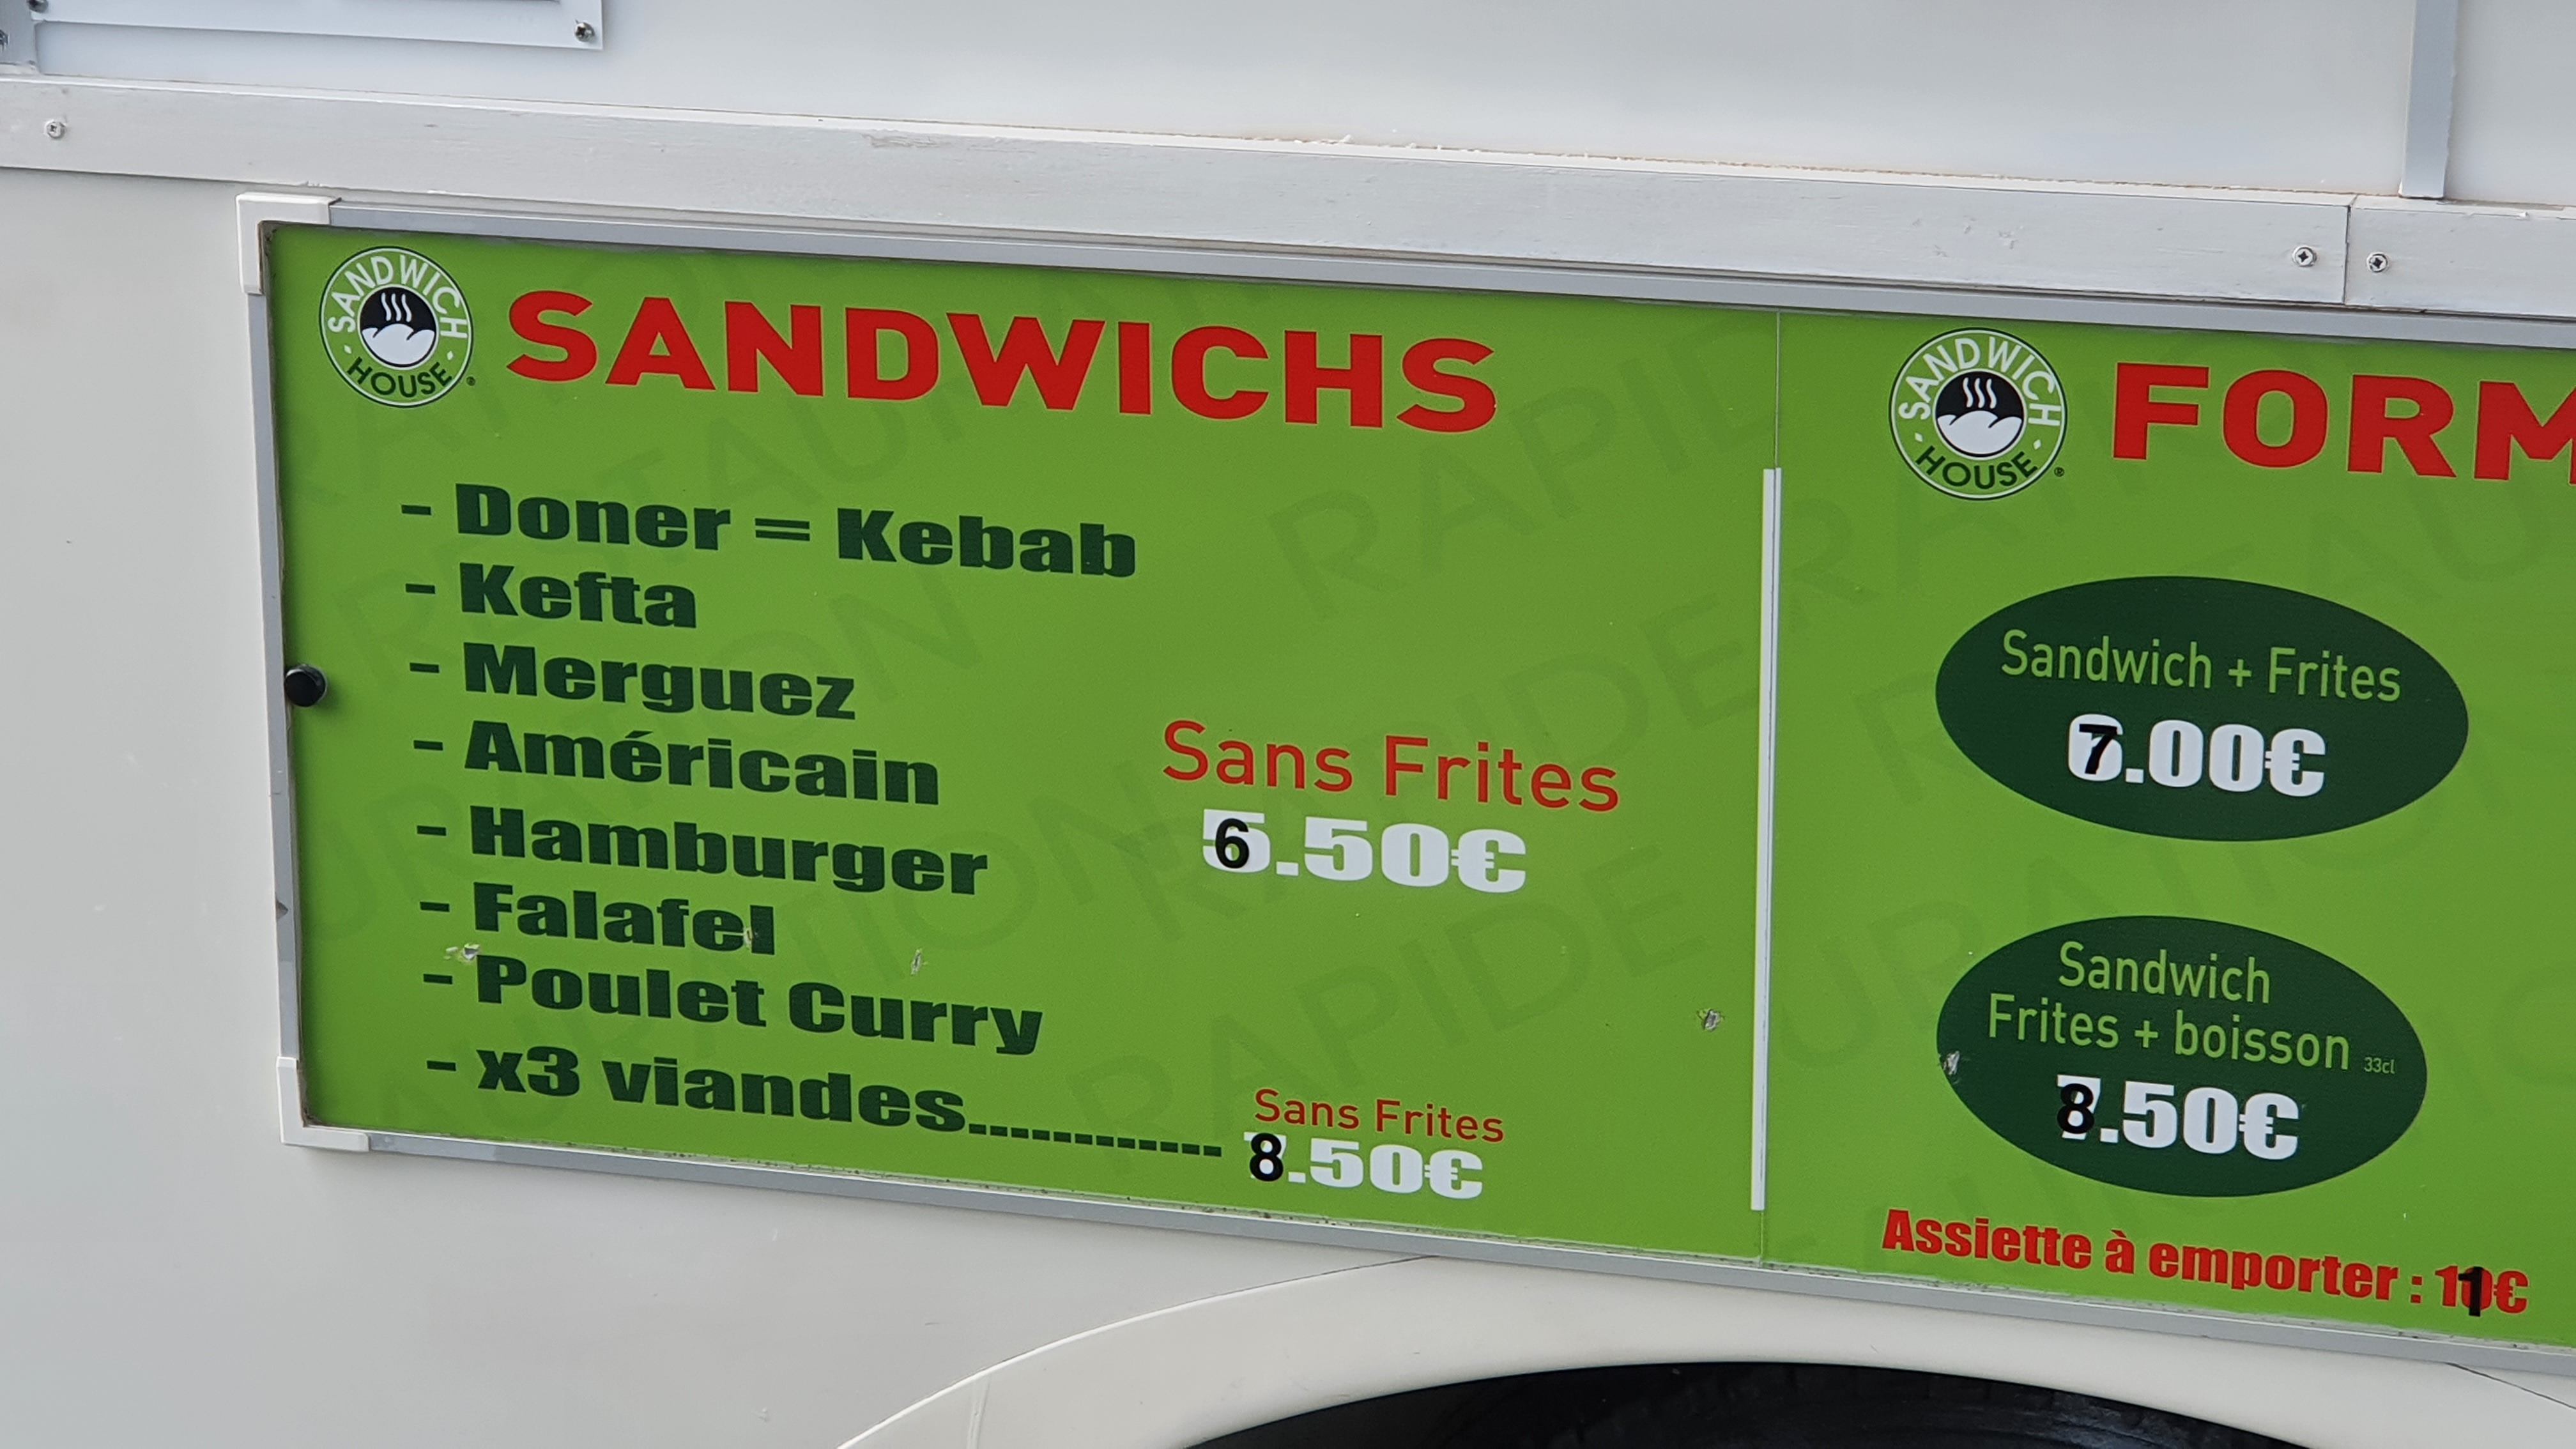 SANDWICH HOUSE
SANDWICHS
- Doner = Kebab
- Kefta
- Merguez
- Américain
- Hamburger
- Falafel
- Poulet Curry
- x3 viandes............
Sans Frites
6.50€
Sans Frites
8.50€
SANDWICH HOUSE
FORM
Sandwich + Frites
7.00€
Sandwich
Frites + boisson 33cl
8.50€
Assiette à emporter : 11€
RESTAURATION RAPIDE